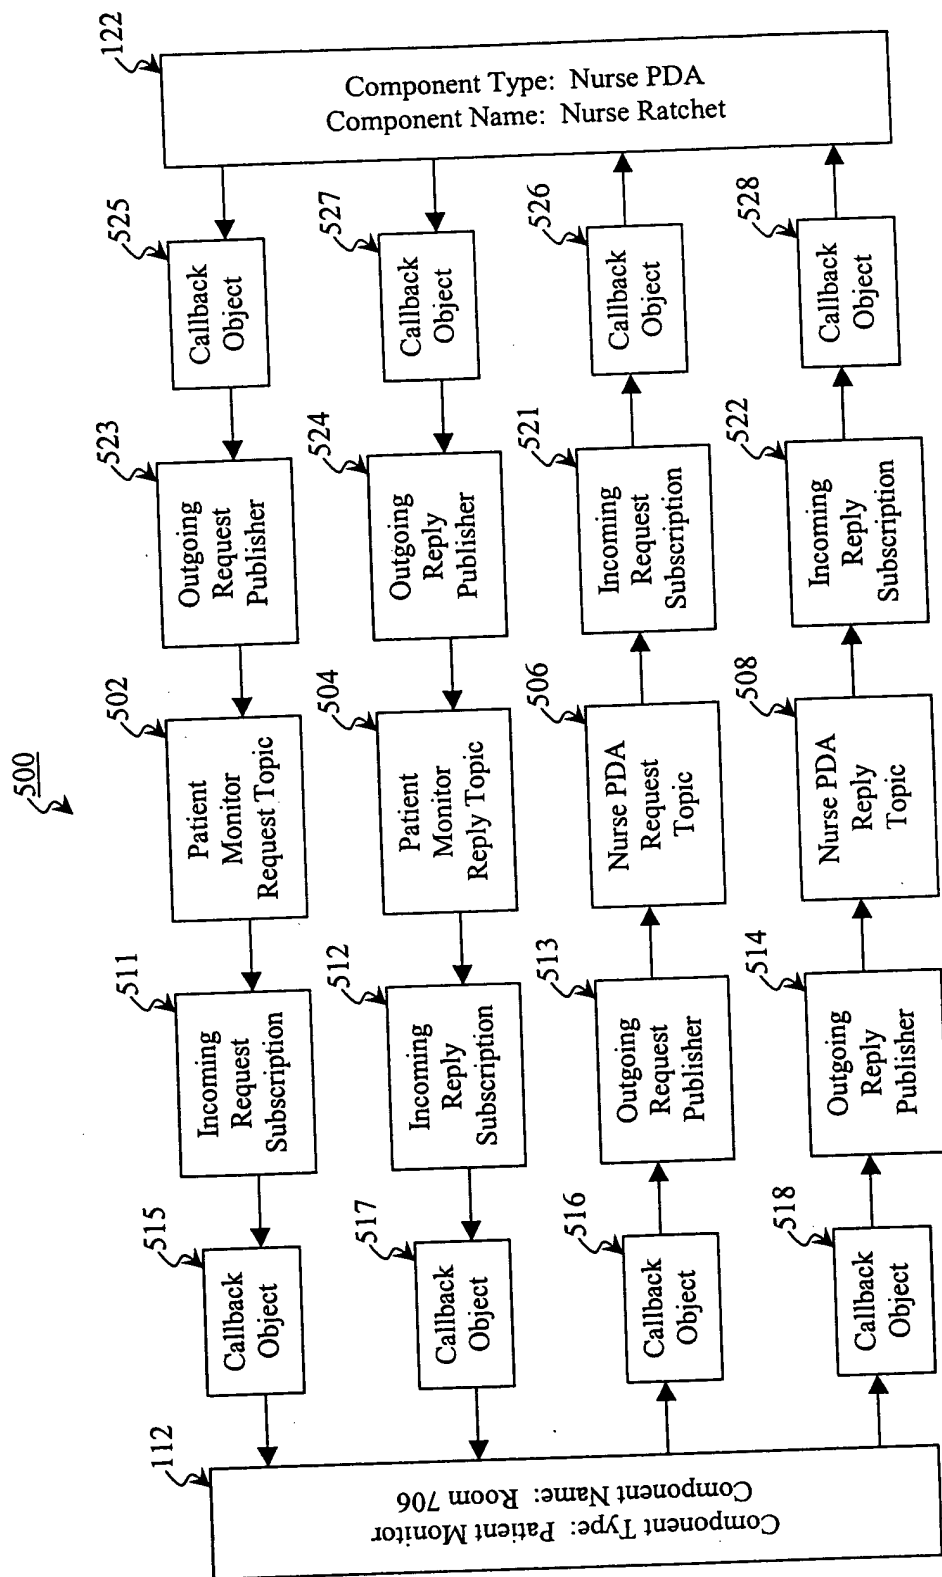 500
112
Component Type: Patient Monitor
Component Name: Room 706
515
Callback
Object
511
Incoming
Request
Subscription
502
Patient
Monitor
Request Topic
523
Outgoing
Request
Publisher
525
Callback
Object
122
Component Type: Nurse PDA
Component Name: Nurse Ratchet
517
Callback
Object
512
Incoming
Reply
Subscription
504
Patient
Monitor
Reply Topic
524
Outgoing
Reply
Publisher
527
Callback
Object
516
Callback
Object
513
Outgoing
Request
Publisher
506
Nurse PDA
Request
Topic
521
Incoming
Request
Subscription
526
Callback
Object
518
Callback
Object
514
Outgoing
Reply
Publisher
508
Nurse PDA
Reply
Topic
522
Incoming
Reply
Subscription
528
Callback
Object